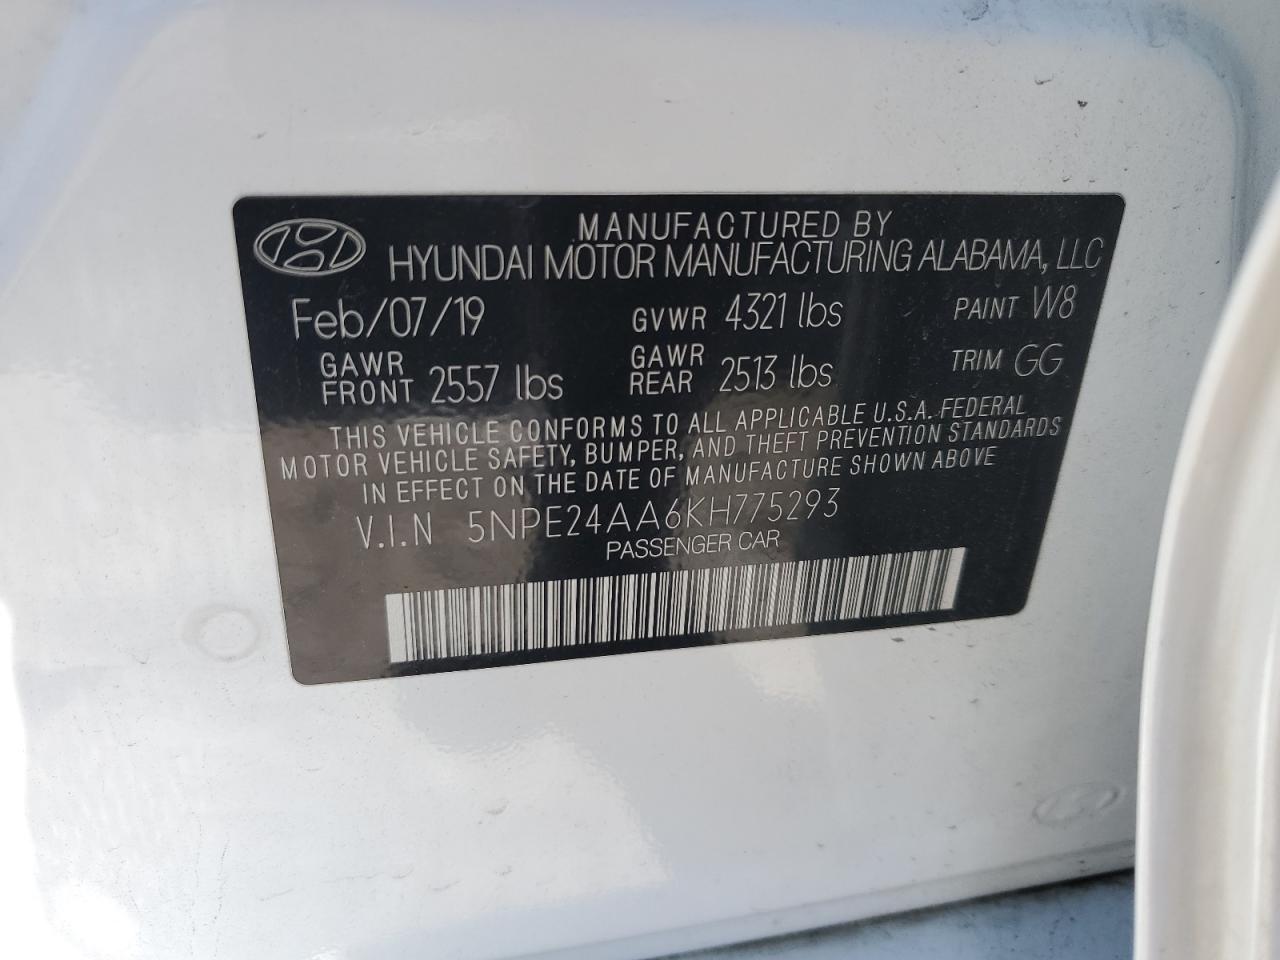 MANUFACTURED BY
HYUNDAI MOTOR MANUFACTURING ALABAMA, LLC
Feb/07/19 GVWR 4321 lbs PAINT W8
GAWR FRONT 2557 lbs GAWR REAR 2513 lbs TRIM GG
THIS VEHICLE CONFORMS TO ALL APPLICABLE U.S.A. FEDERAL
MOTOR VEHICLE SAFETY, BUMPER, AND THEFT PREVENTION STANDARDS
IN EFFECT ON THE DATE OF MANUFACTURE SHOWN ABOVE
V.I.N 5NPE24AA6KH775293
PASSENGER CAR